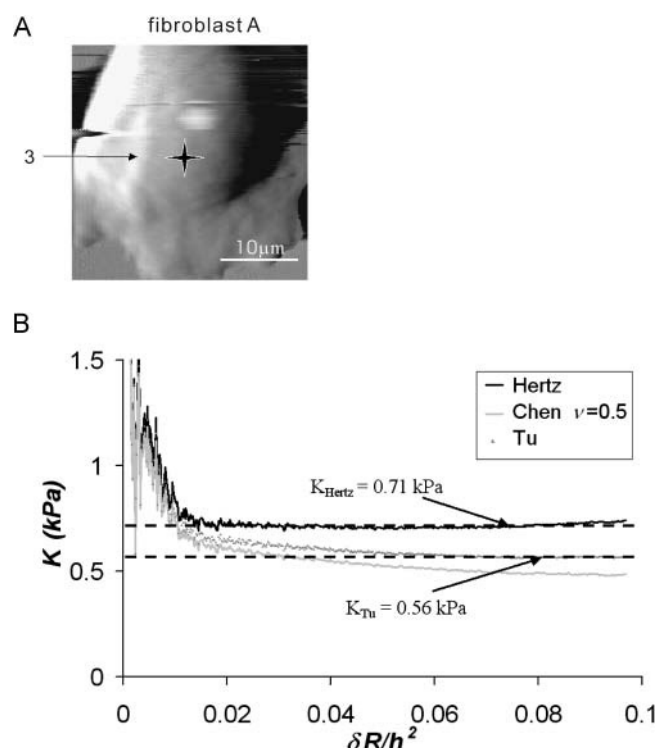 A
fibroblast A
3
10μm
B
1.5
1
0.5
0
K (kPa)
Hertz
Chen ν=0.5
Tu
K_Hertz = 0.71 kPa
K_Tu = 0.56 kPa
0 0.02 0.04 0.06 0.08 0.1
δR/h²